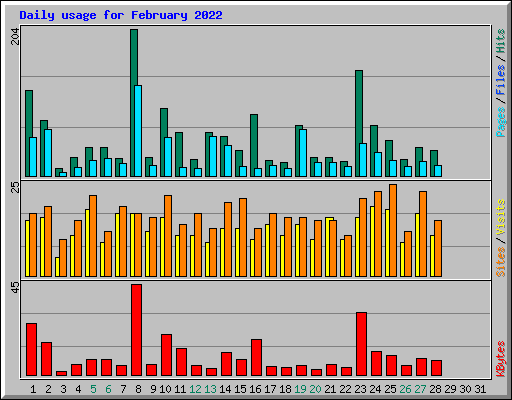 Daily usage for February 2022
204
Pages / Files / Hits
25
Sites / Visits
45
KBytes
1 2 3 4 5 6 7 8 9 10 11 12 13 14 15 16 17 18 19 20 21 22 23 24 25 26 27 28 29 30 31